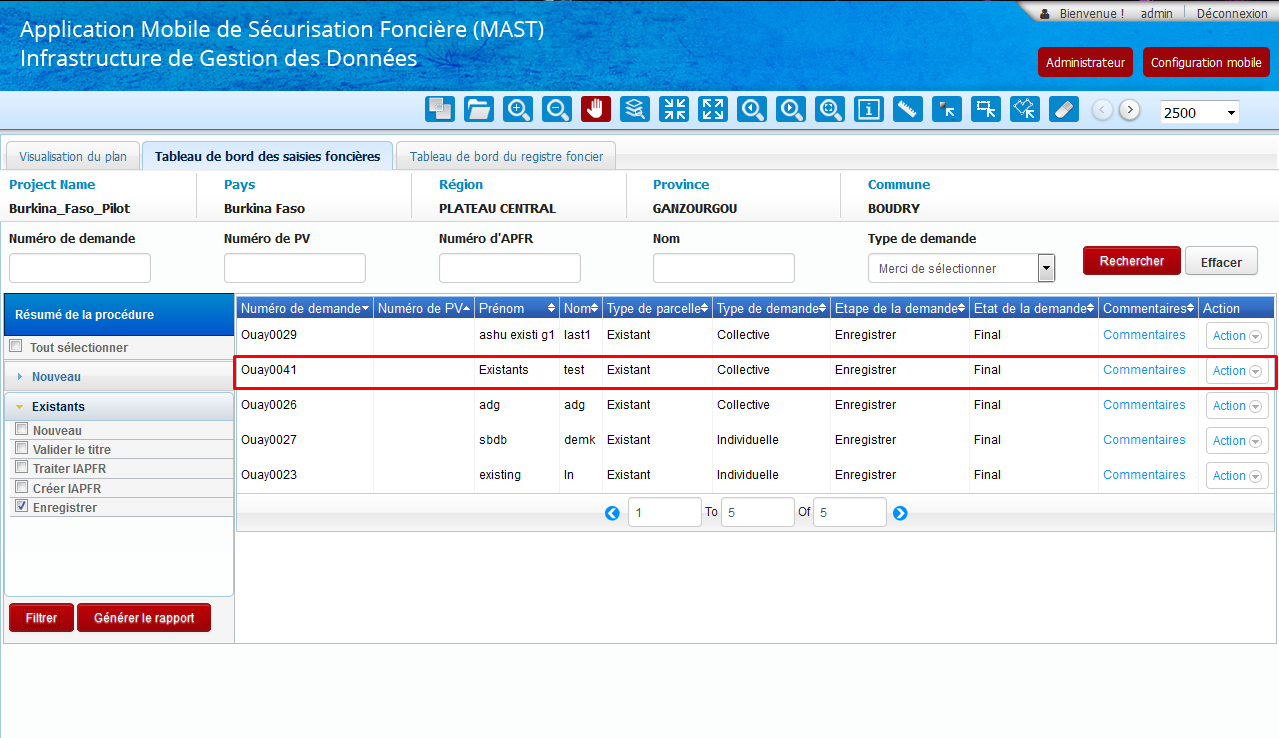 Bienvenue ! admin Déconnexion
Application Mobile de Sécurisation Foncière (MAST)
Infrastructure de Gestion des Données
Administrateur Configuration mobile
2500
Visualisation du plan Tableau de bord des saisies foncières Tableau de bord du registre foncier
Project Name Pays Région Province Commune
Burkina_Faso_Pilot Burkina Faso PLATEAU CENTRAL GANZOURGOU BOUDRY
Numéro de demande Numéro de PV Numéro d'APFR Nom Type de demande
Merci de sélectionner Rechercher Effacer
Résumé de la procédure
Tout sélectionner
Nouveau
Existants
Nouveau
Valider le titre
Traiter IAPFR
Créer IAPFR
Enregistrer
Filtrer Générer le rapport
Numéro de demande Numéro de PV Prénom Nom Type de parcelle Type de demande Etape de la demande Etat de la demande Commentaires Action
Ouay0029 ashu existi g1 last1 Existant Collective Enregistrer Final Commentaires Action
Ouay0041 Existants test Existant Collective Enregistrer Final Commentaires Action
Ouay0026 adg adg Existant Collective Enregistrer Final Commentaires Action
Ouay0027 sbdb demk Existant Individuelle Enregistrer Final Commentaires Action
Ouay0023 existing ln Existant Individuelle Enregistrer Final Commentaires Action
1 To 5 Of 5